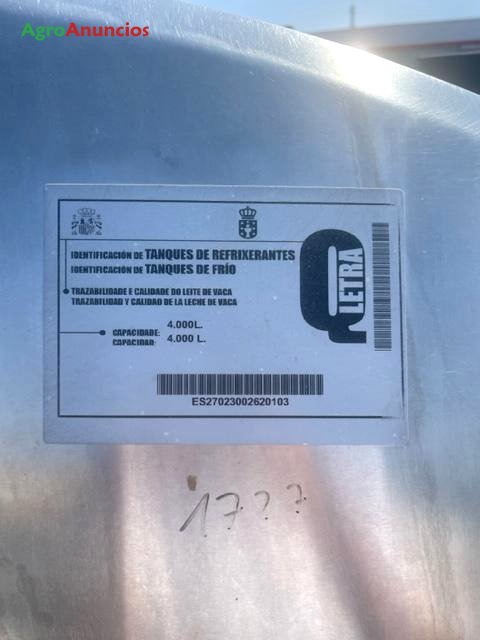 AgroAnuncios
IDENTIFICACIÓN DE TANQUES DE REFRIXERANTES
IDENTIFICACIÓN DE TANQUES DE FRÍO
TRAZABILIDADE E CALIDADE DO LEITE DE VACA
TRAZABILIDAD Y CALIDAD DE LA LECHE DE VACA
CAPACIDADE: 4.000L.
CAPACIDAD: 4.000 L.
Q LETRA
ES27023002620103